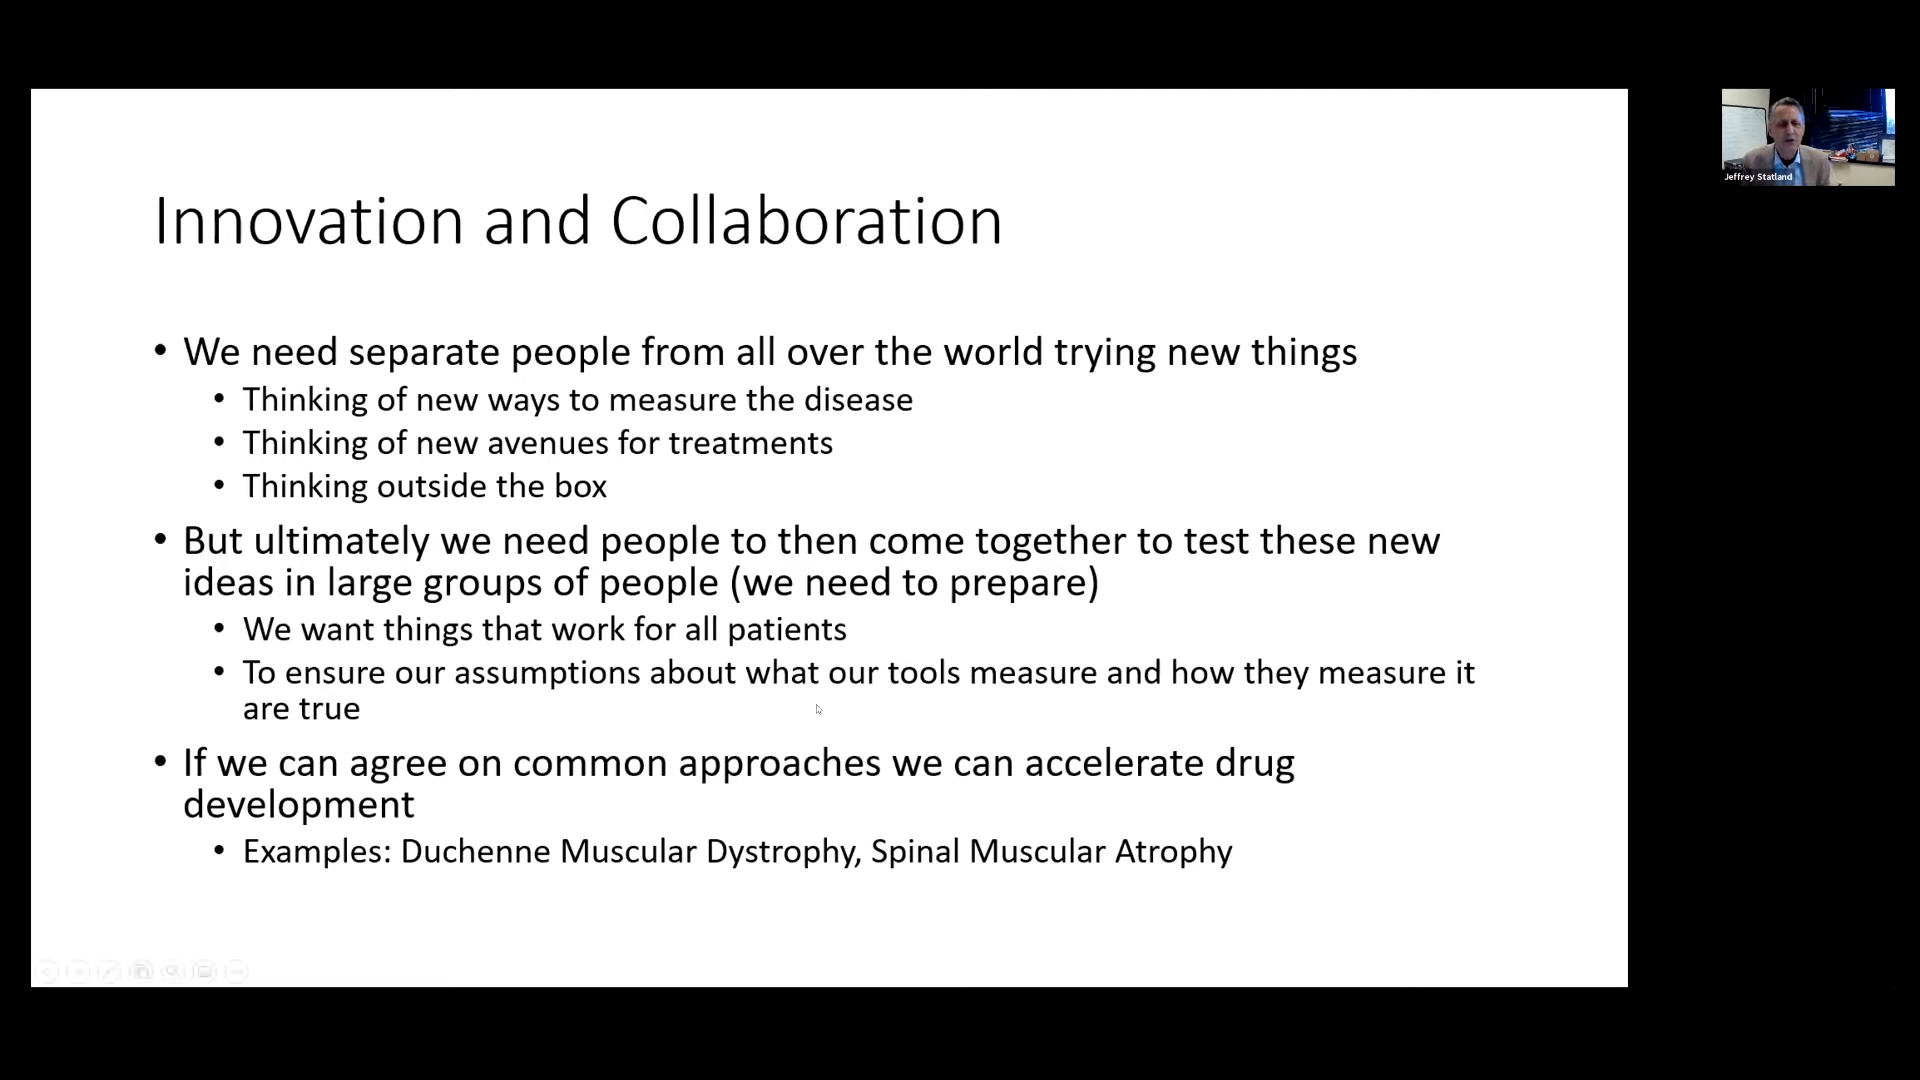 Innovation and Collaboration
• We need separate people from all over the world trying new things
• Thinking of new ways to measure the disease
• Thinking of new avenues for treatments
• Thinking outside the box
• But ultimately we need people to then come together to test these new
ideas in large groups of people (we need to prepare)
• We want things that work for all patients
• To ensure our assumptions about what our tools measure and how they measure it
are true
• If we can agree on common approaches we can accelerate drug
development
• Examples: Duchenne Muscular Dystrophy, Spinal Muscular Atrophy
Jeffrey Statland